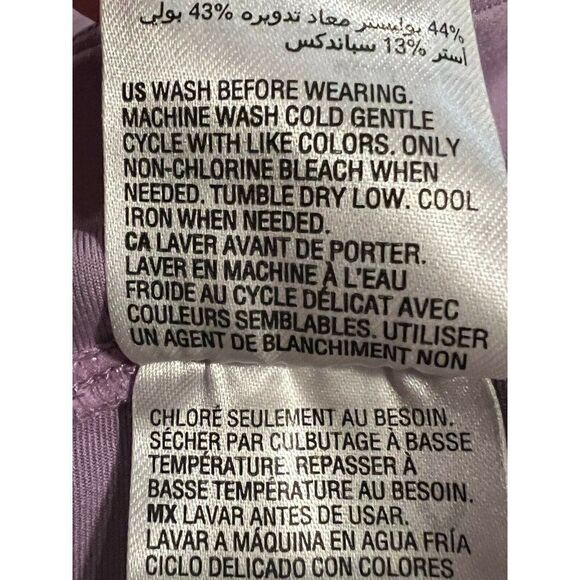 44% بوليستر معاد تدويره 43% بولي
أستر 13% سباندكس
US WASH BEFORE WEARING.
MACHINE WASH COLD GENTLE
CYCLE WITH LIKE COLORS. ONLY
NON-CHLORINE BLEACH WHEN
NEEDED. TUMBLE DRY LOW. COOL
IRON WHEN NEEDED.
CA LAVER AVANT DE PORTER.
LAVER EN MACHINE À L'EAU
FROIDE AU CYCLE DÉLICAT AVEC
COULEURS SEMBLABLES. UTILISER
UN AGENT DE BLANCHIMENT NON
CHLORÉ SEULEMENT AU BESOIN.
SÉCHER PAR CULBUTAGE À BASSE
TEMPÉRATURE. REPASSER À
BASSE TEMPÉRATURE AU BESOIN.
MX LAVAR ANTES DE USAR.
LAVAR A MÁQUINA EN AGUA FRÍA
CICLO DELICADO CON COLORES